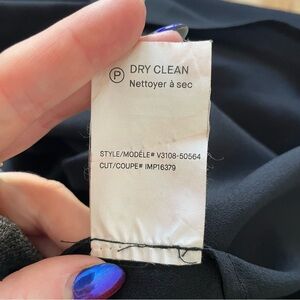 P DRY CLEAN
Nettoyer à sec
STYLE/MODÈLE# V3108-50564
CUT/COUPE# IMP16379